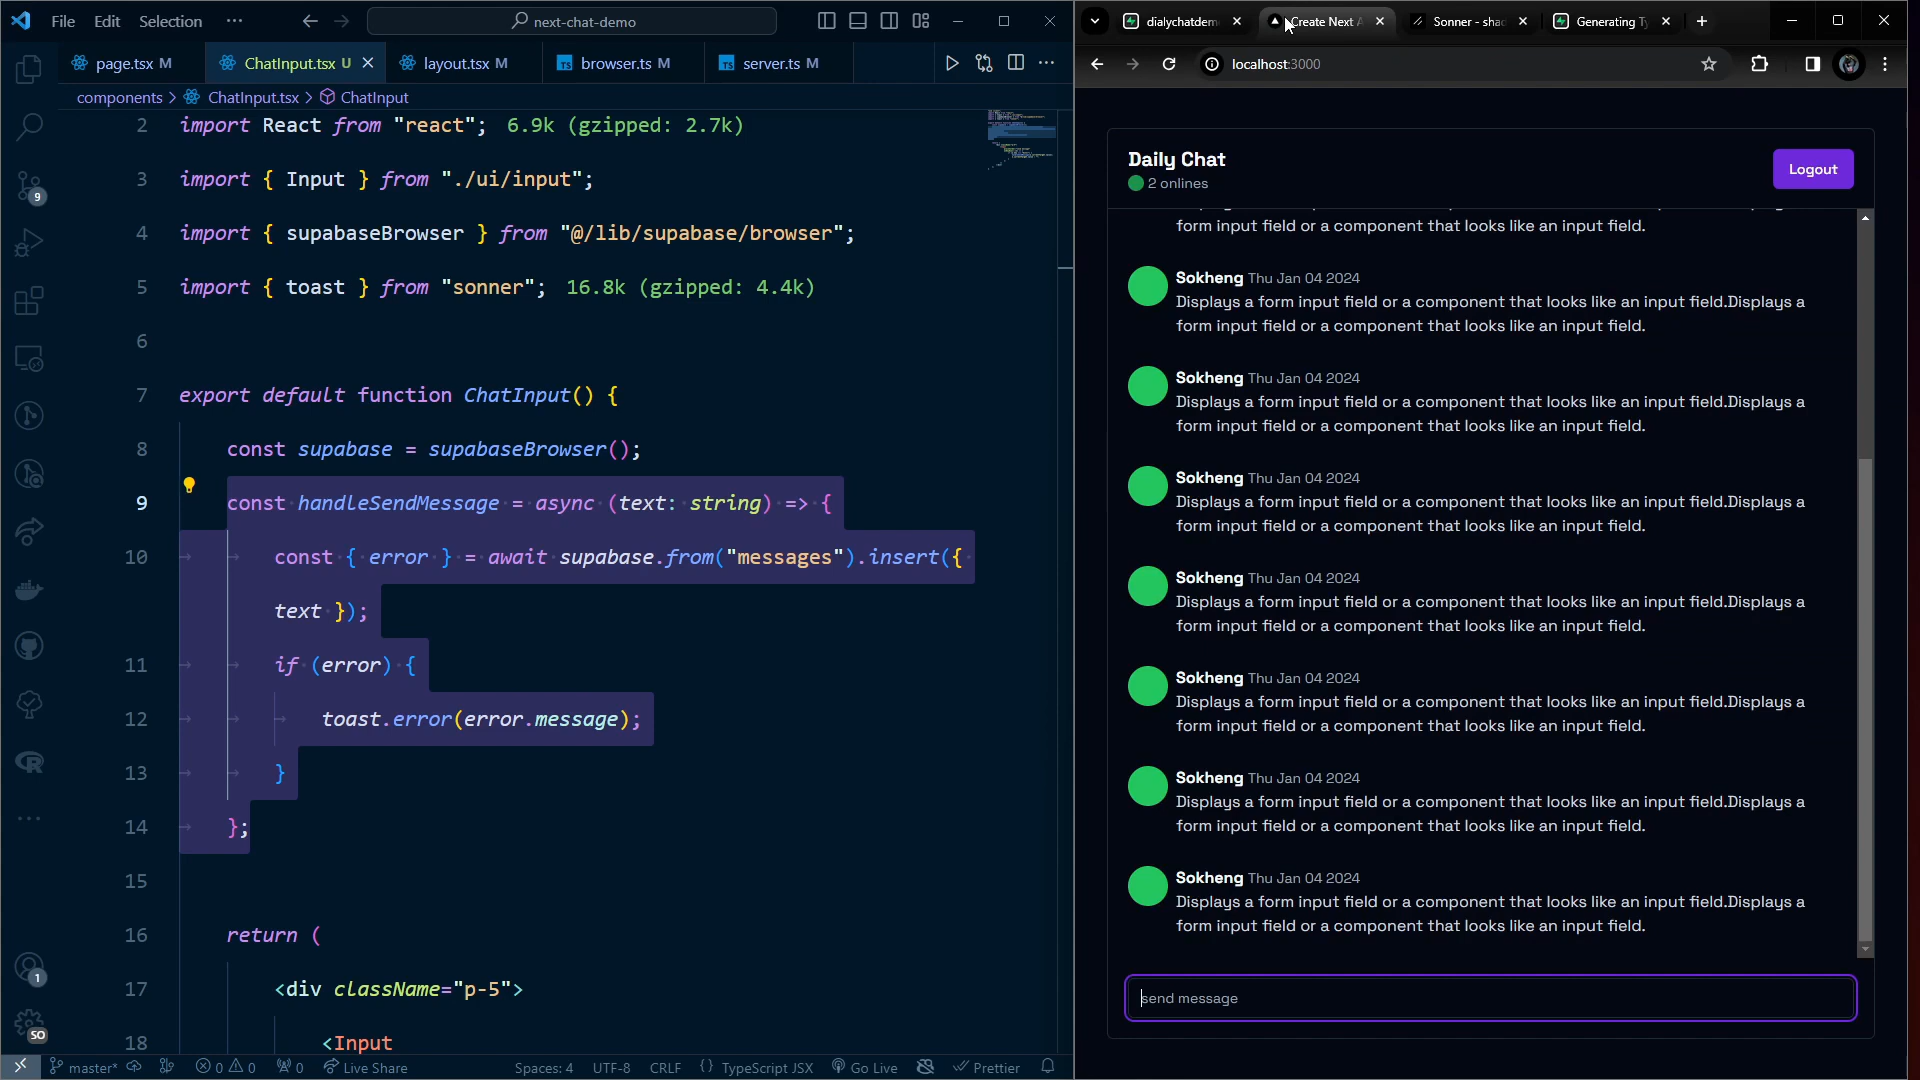 File Edit Selection ··· next-chat-demo
page.tsx M ChatInput.tsx U layout.tsx M browser.ts M server.ts M
components > ChatInput.tsx > ChatInput
2 import React from "react"; 6.9k (gzipped: 2.7k)
3 import { Input } from "./ui/input";
4 import { supabaseBrowser } from "@/lib/supabase/browser";
5 import { toast } from "sonner"; 16.8k (gzipped: 4.4k)
6
7 export default function ChatInput() {
8 const supabase = supabaseBrowser();
9 const handleSendMessage = async (text: string) => {
10 const { error } = await supabase.from("messages").insert({
text });
11 if (error) {
12 toast.error(error.message);
13 }
14 };
15
16 return (
17 <div className="p-5">
18 <Input
9
1
SO
master* 0 0 0 Live Share Spaces: 4 UTF-8 CRLF {} TypeScript JSX Go Live Prettier
dialychatdem Create Next A Sonner - shac Generating Ty
localhost:3000
Daily Chat
2 onlines
Logout
form input field or a component that looks like an input field.
Sokheng Thu Jan 04 2024
Displays a form input field or a component that looks like an input field.Displays a
form input field or a component that looks like an input field.
Sokheng Thu Jan 04 2024
Displays a form input field or a component that looks like an input field.Displays a
form input field or a component that looks like an input field.
Sokheng Thu Jan 04 2024
Displays a form input field or a component that looks like an input field.Displays a
form input field or a component that looks like an input field.
Sokheng Thu Jan 04 2024
Displays a form input field or a component that looks like an input field.Displays a
form input field or a component that looks like an input field.
Sokheng Thu Jan 04 2024
Displays a form input field or a component that looks like an input field.Displays a
form input field or a component that looks like an input field.
Sokheng Thu Jan 04 2024
Displays a form input field or a component that looks like an input field.Displays a
form input field or a component that looks like an input field.
Sokheng Thu Jan 04 2024
Displays a form input field or a component that looks like an input field.Displays a
form input field or a component that looks like an input field.
send message